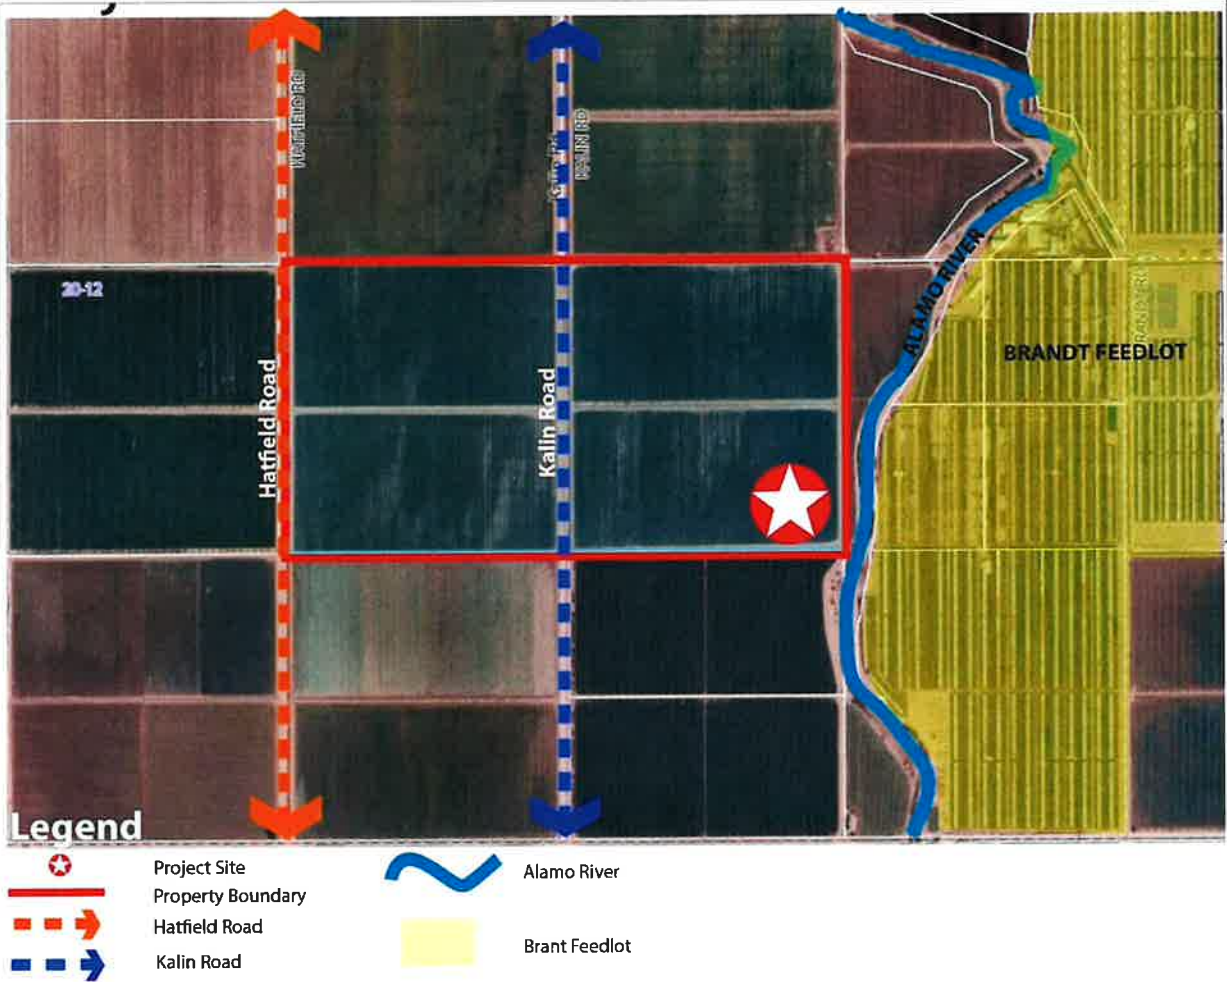 HATFIELD RD
KALIN RD
20-12
Hatfield Road
Kalin Road
ALAMO RIVER
BRANDT FEEDLOT
Legend
Project Site
Property Boundary
Hatfield Road
Kalin Road
Alamo River
Brant Feedlot